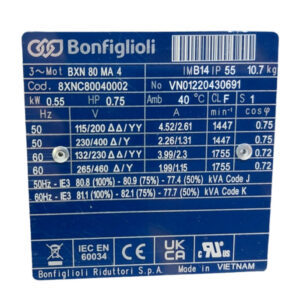 Bonfiglioli
3~Mot BXN 80 MA 4 IM B14 IP 55 10.7 kg
Cod. 8XNC80040002 No VN01220430691
kW 0.55 HP 0.75 Amb 40 °C CL F S 1
Hz V A min⁻¹ cosφ
50 115/200 ΔΔ/YY 4.52/2.61 1447 0.75
50 230/400 Δ/Y 2.26/1.31 1447 0.75
60 132/230 ΔΔ/YY 3.99/2.3 1755 0.72
60 265/460 Δ/Y 1.99/1.15 1755 0.72
50Hz - IE3 80.8 (100%) - 80.9 (75%) - 77.4 (50%) kVA Code J
60Hz - IE3 81.1 (100%) - 82.1 (75%) - 77.7 (50%) kVA Code K
IEC EN
60034
CE
UK
CA
c UR us
Bonfiglioli Riduttori S.p.A. Made in VIETNAM